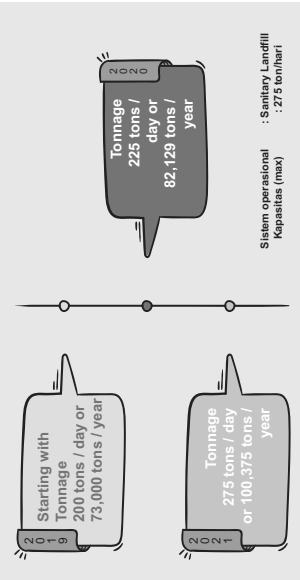 2019
Starting with
Tonnage
200 tons / day or
73,000 tons / year
2020
Tonnage
225 tons /
day or
82,129 tons /
year
2021
Tonnage
275 tons / day
or 100,375 tons /
year
Sistem operasional : Sanitary Landfill
Kapasitas (max) : 275 ton/hari